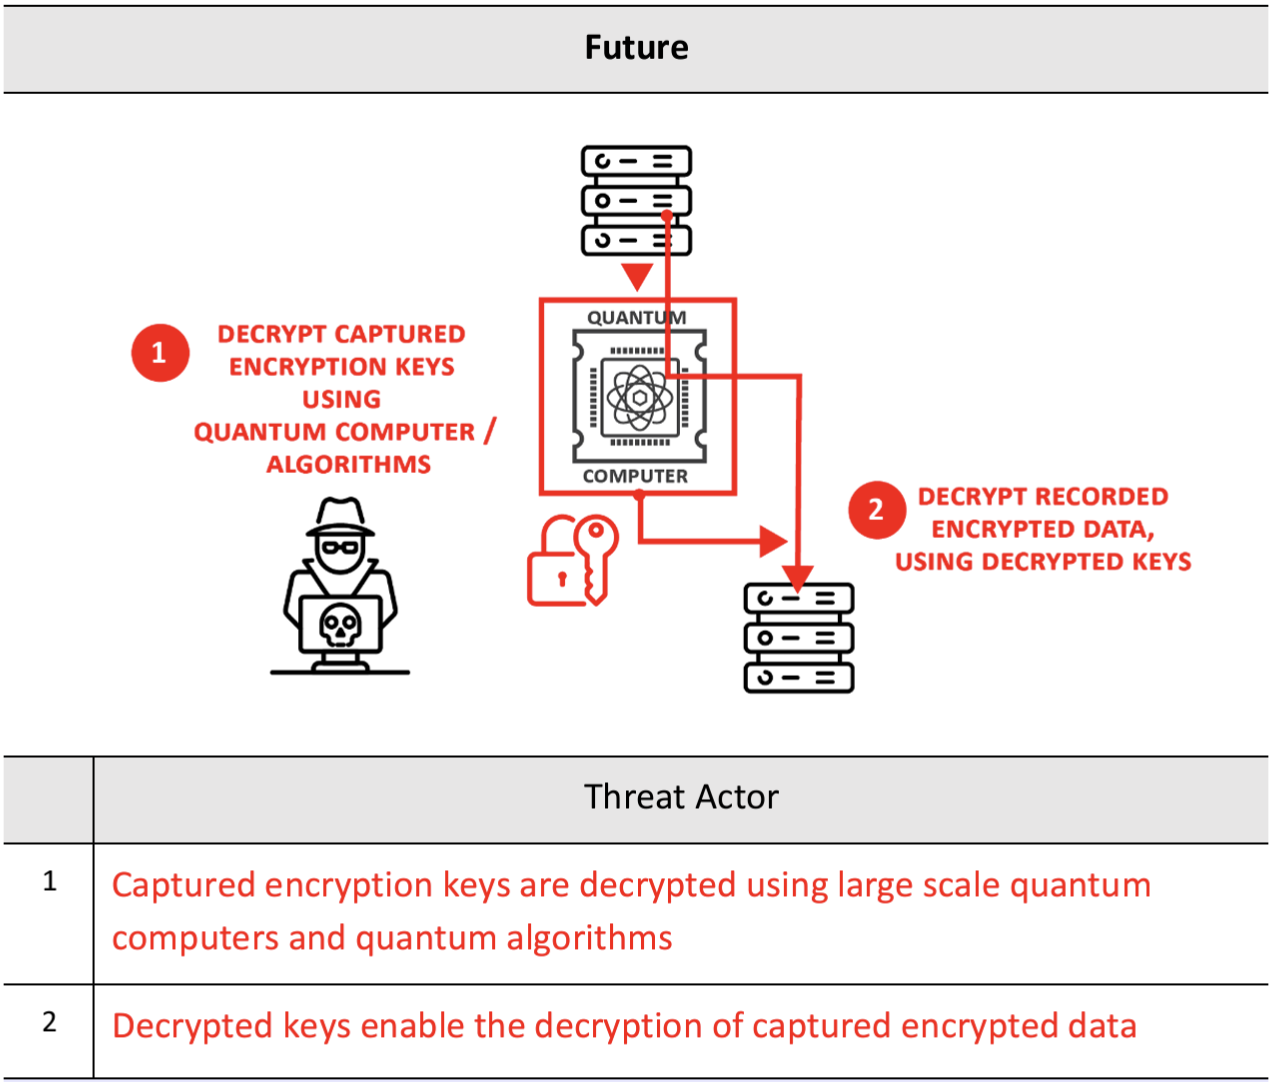 Future
QUANTUM
COMPUTER
1
DECRYPT CAPTURED
ENCRYPTION KEYS
USING
QUANTUM COMPUTER /
ALGORITHMS
2
DECRYPT RECORDED
ENCRYPTED DATA,
USING DECRYPTED KEYS
Threat Actor
1
Captured encryption keys are decrypted using large scale quantum
computers and quantum algorithms
2
Decrypted keys enable the decryption of captured encrypted data